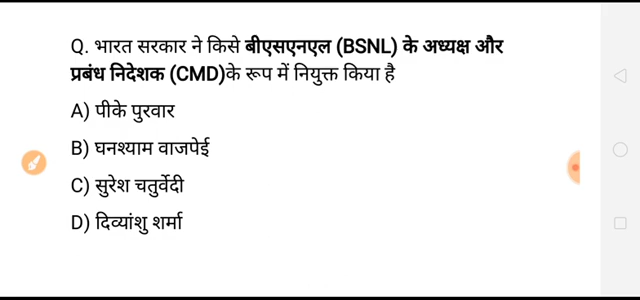 Q. भारत सरकार ने किसे बीएसएनएल (BSNL) के अध्यक्ष और
प्रबंध निदेशक (CMD)के रूप में नियुक्त किया है
A) पीके पुरवार
B) घनश्याम वाजपेई
C) सुरेश चतुर्वेदी
D) दिव्यांशु शर्मा